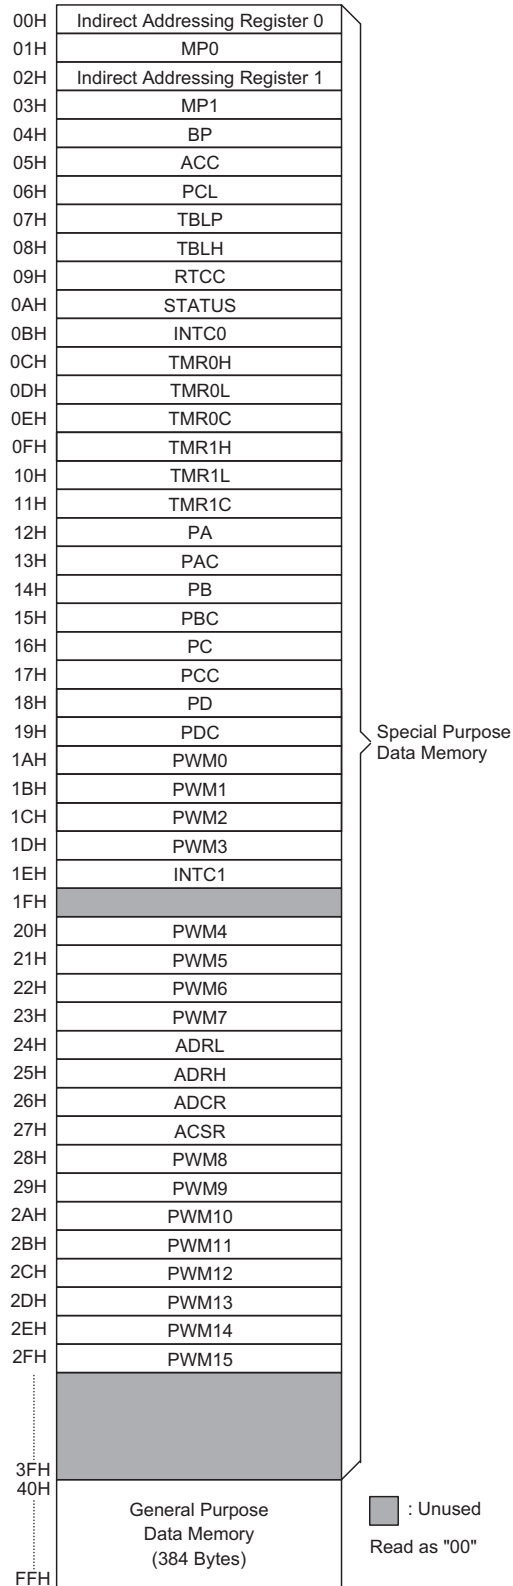 00H Indirect Addressing Register 0
01H MP0
02H Indirect Addressing Register 1
03H MP1
04H BP
05H ACC
06H PCL
07H TBLP
08H TBLH
09H RTCC
0AH STATUS
0BH INTC0
0CH TMR0H
0DH TMR0L
0EH TMR0C
0FH TMR1H
10H TMR1L
11H TMR1C
12H PA
13H PAC
14H PB
15H PBC
16H PC
17H PCC
18H PD
19H PDC
Special Purpose
Data Memory
1AH PWM0
1BH PWM1
1CH PWM2
1DH PWM3
1EH INTC1
1FH
20H PWM4
21H PWM5
22H PWM6
23H PWM7
24H ADRL
25H ADRH
26H ADCR
27H ACSR
28H PWM8
29H PWM9
2AH PWM10
2BH PWM11
2CH PWM12
2DH PWM13
2EH PWM14
2FH PWM15
3FH
40H
General Purpose
Data Memory
(384 Bytes)
FFH
: Unused
Read as "00"